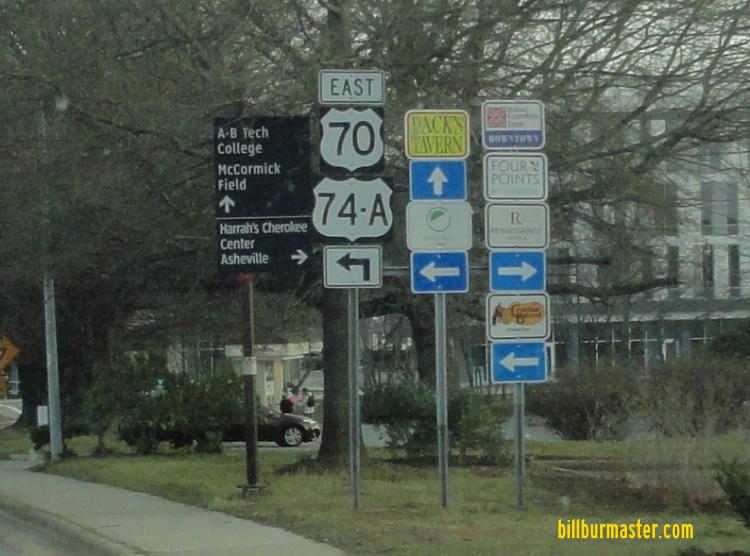 A-B Tech
College
McCormick
Field
Harrah's Cherokee
Center
Asheville
EAST
70
74-A
PACK'S
TAVERN
Garden
Inn
DOWNTOWN
FOUR
POINTS
R
RENAISSANCE
billburmaster.com